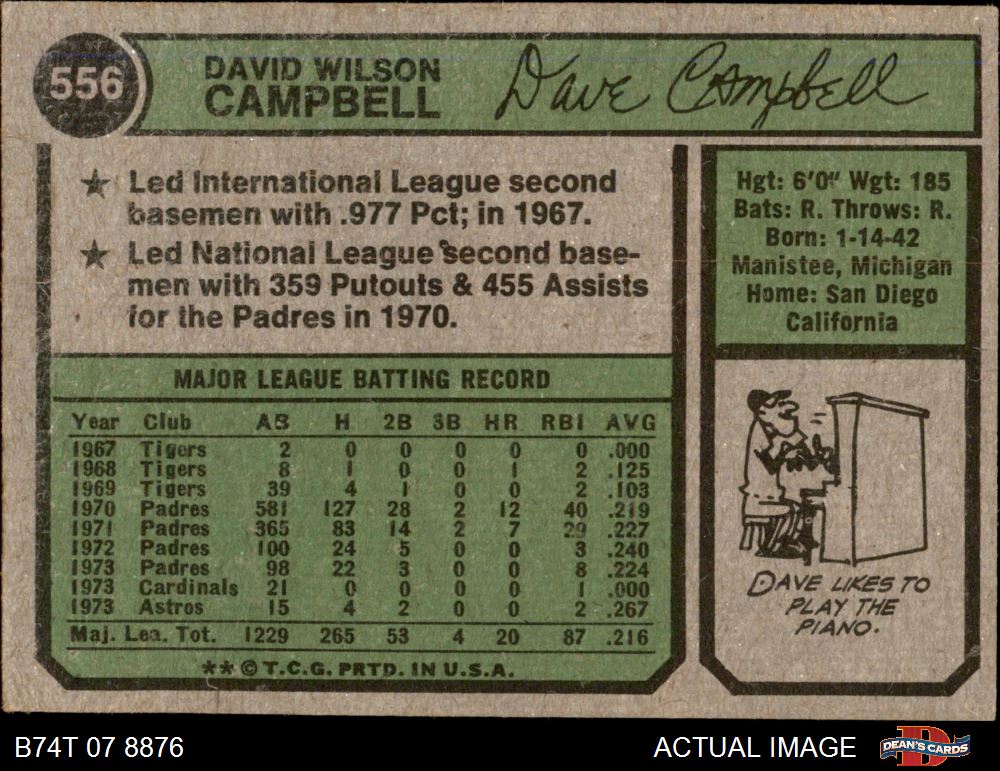 556
DAVID WILSON
CAMPBELL
Dave Campbell
★ Led International League second
basemen with .977 Pct; in 1967.
★ Led National League second base-
men with 359 Putouts & 455 Assists
for the Padres in 1970.
Hgt: 6'0" Wgt: 185
Bats: R. Throws: R.
Born: 1-14-42
Manistee, Michigan
Home: San Diego
California
MAJOR LEAGUE BATTING RECORD
Year Club AB H 2B 3B HR RBI AVG
1967 Tigers 2 0 0 0 0 0 .000
1968 Tigers 8 1 0 0 1 2 .125
1969 Tigers 39 4 1 0 0 2 .103
1970 Padres 581 127 28 2 12 40 .219
1971 Padres 365 83 14 2 7 29 .227
1972 Padres 100 24 5 0 0 3 .240
1973 Padres 98 22 3 0 0 8 .224
1973 Cardinals 21 0 0 0 0 1 .000
1973 Astros 15 4 2 0 0 2 .267
Maj. Lea. Tot. 1229 265 53 4 20 87 .216
** © T.C.G. PRTD. IN U.S.A.
DAVE LIKES TO
PLAY THE
PIANO.
B74T 07 8876
ACTUAL IMAGE
DEAN'S CARDS